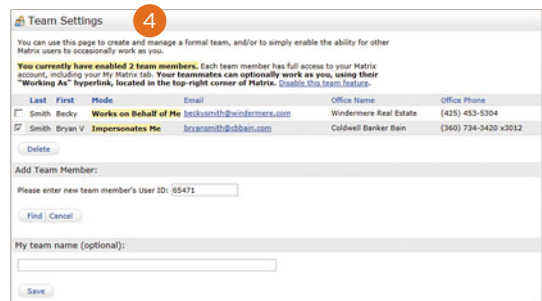 Team Settings 4
You can use this page to create and manage a formal team, and/or to simply enable the ability for other
Matrix users to occasionally work as you.
You currently have enabled 2 team members. Each team member has full access to your Matrix
account, including your My Matrix tab. Your teammates can optionally work as you, using their
"Working As" hyperlink, located in the top-right corner of Matrix. Disable this team feature.
Last First Mode Email Office Name Office Phone
Smith Becky Works on Behalf of Me beckysmith@windermere.com Windermere Real Estate (425) 453-5304
Smith Bryan V Impersonates Me bryansmith@cbbain.com Coldwell Banker Bain (360) 734-3420 x3012
Delete
Add Team Member:
Please enter new team member's User ID: 65471
Find Cancel
My team name (optional):
Save